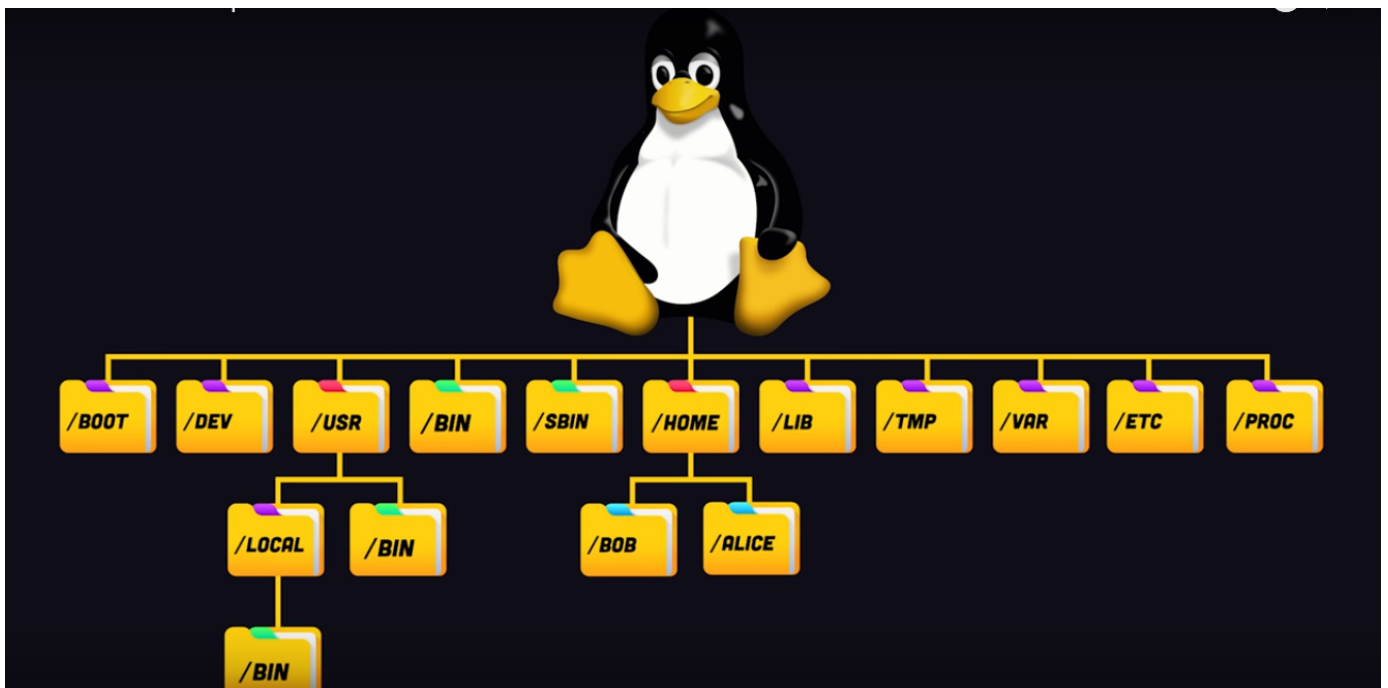 /BOOT
/DEV
/USR
/BIN
/SBIN
/HOME
/LIB
/TMP
/VAR
/ETC
/PROC
/LOCAL
/BIN
/BOB
/ALICE
/BIN